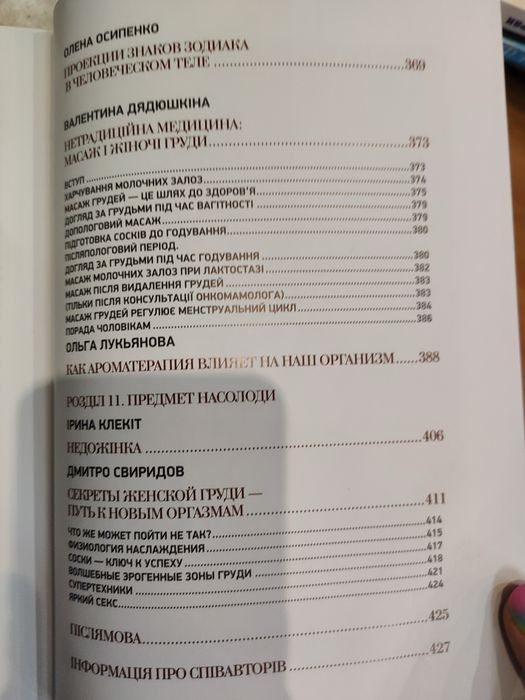 ОЛЕНА ОСИПЕНКО
ПРОЕКЦИИ ЗНАКОВ ЗОДИАКА
В ЧЕЛОВЕЧЕСКОМ ТЕЛЕ ........ 369
ВАЛЕНТИНА ДЯДЮШКІНА
НЕТРАДИЦІЙНА МЕДИЦИНА:
МАСАЖ І ЖІНОЧІ ГРУДИ ........ 373
ВСТУП ........ 373
ХАРЧУВАННЯ МОЛОЧНИХ ЗАЛОЗ ........ 374
МАСАЖ ГРУДЕЙ — ЦЕ ШЛЯХ ДО ЗДОРОВ'Я ........ 375
ДОГЛЯД ЗА ГРУДЬМИ ПІД ЧАС ВАГІТНОСТІ ........ 379
ДОПОЛОГОВИЙ МАСАЖ ........ 379
ПІДГОТОВКА СОСКІВ ДО ГОДУВАННЯ ........ 380
ПІСЛЯПОЛОГОВИЙ ПЕРІОД.
ДОГЛЯД ЗА ГРУДЬМИ ПІД ЧАС ГОДУВАННЯ ........ 380
МАСАЖ МОЛОЧНИХ ЗАЛОЗ ПРИ ЛАКТОСТАЗІ ........ 382
МАСАЖ ПІСЛЯ ВИДАЛЕННЯ ГРУДЕЙ ........ 383
(ТІЛЬКИ ПІСЛЯ КОНСУЛЬТАЦІЇ ОНКОМАМОЛОГА) ........ 383
МАСАЖ ГРУДЕЙ РЕГУЛЮЄ МЕНСТРУАЛЬНИЙ ЦИКЛ ........ 384
ПОРАДА ЧОЛОВІКАМ ........ 386
ОЛЬГА ЛУКЬЯНОВА
КАК АРОМАТЕРАПИЯ ВЛИЯЕТ НА НАШ ОРГАНИЗМ ...... 388
РОЗДІЛ 11. ПРЕДМЕТ НАСОЛОДИ
ІРИНА КЛЕКІТ
НЕДОЖІНКА ........ 406
ДМИТРО СВИРИДОВ
СЕКРЕТЫ ЖЕНСКОЙ ГРУДИ —
ПУТЬ К НОВЫМ ОРГАЗМАМ ........ 411
ЧТО ЖЕ МОЖЕТ ПОЙТИ НЕ ТАК? ........ 414
ФИЗИОЛОГИЯ НАСЛАЖДЕНИЯ ........ 415
СОСКИ — КЛЮЧ К УСПЕХУ ........ 417
ВОЛШЕБНЫЕ ЭРОГЕННЫЕ ЗОНЫ ГРУДИ ........ 418
СУПЕРТЕХНИКИ ........ 421
ЯРКИЙ СЕКС ........ 424
ПІСЛЯМОВА ........ 425
ІНФОРМАЦІЯ ПРО СПІВАВТОРІВ ........ 427